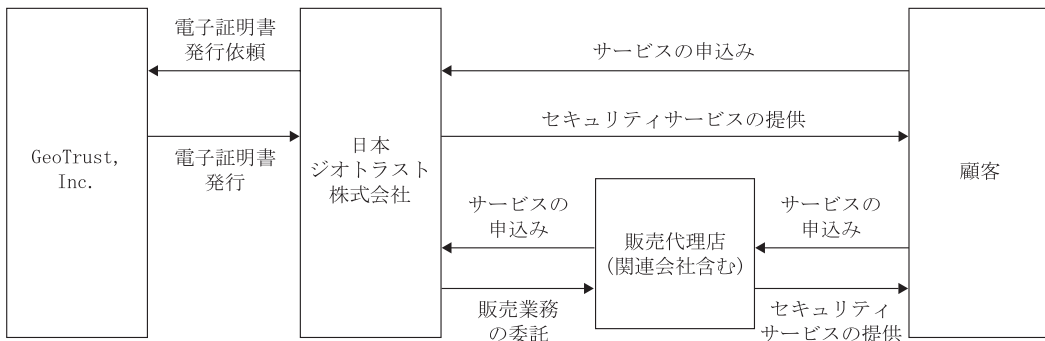 電子証明書
発行依頼
サービスの申込み
セキュリティサービスの提供
GeoTrust,
Inc.
電子証明書
発行
日本
ジオトラスト
株式会社
顧客
サービスの
申込み
販売代理店
(関連会社含む)
サービスの
申込み
販売業務
の委託
セキュリティ
サービスの提供